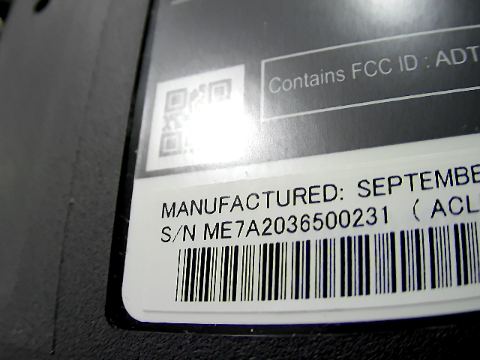 Contains FCC ID : ADT
MANUFACTURED: SEPTEMBE
S/N ME7A2036500231 ( ACL